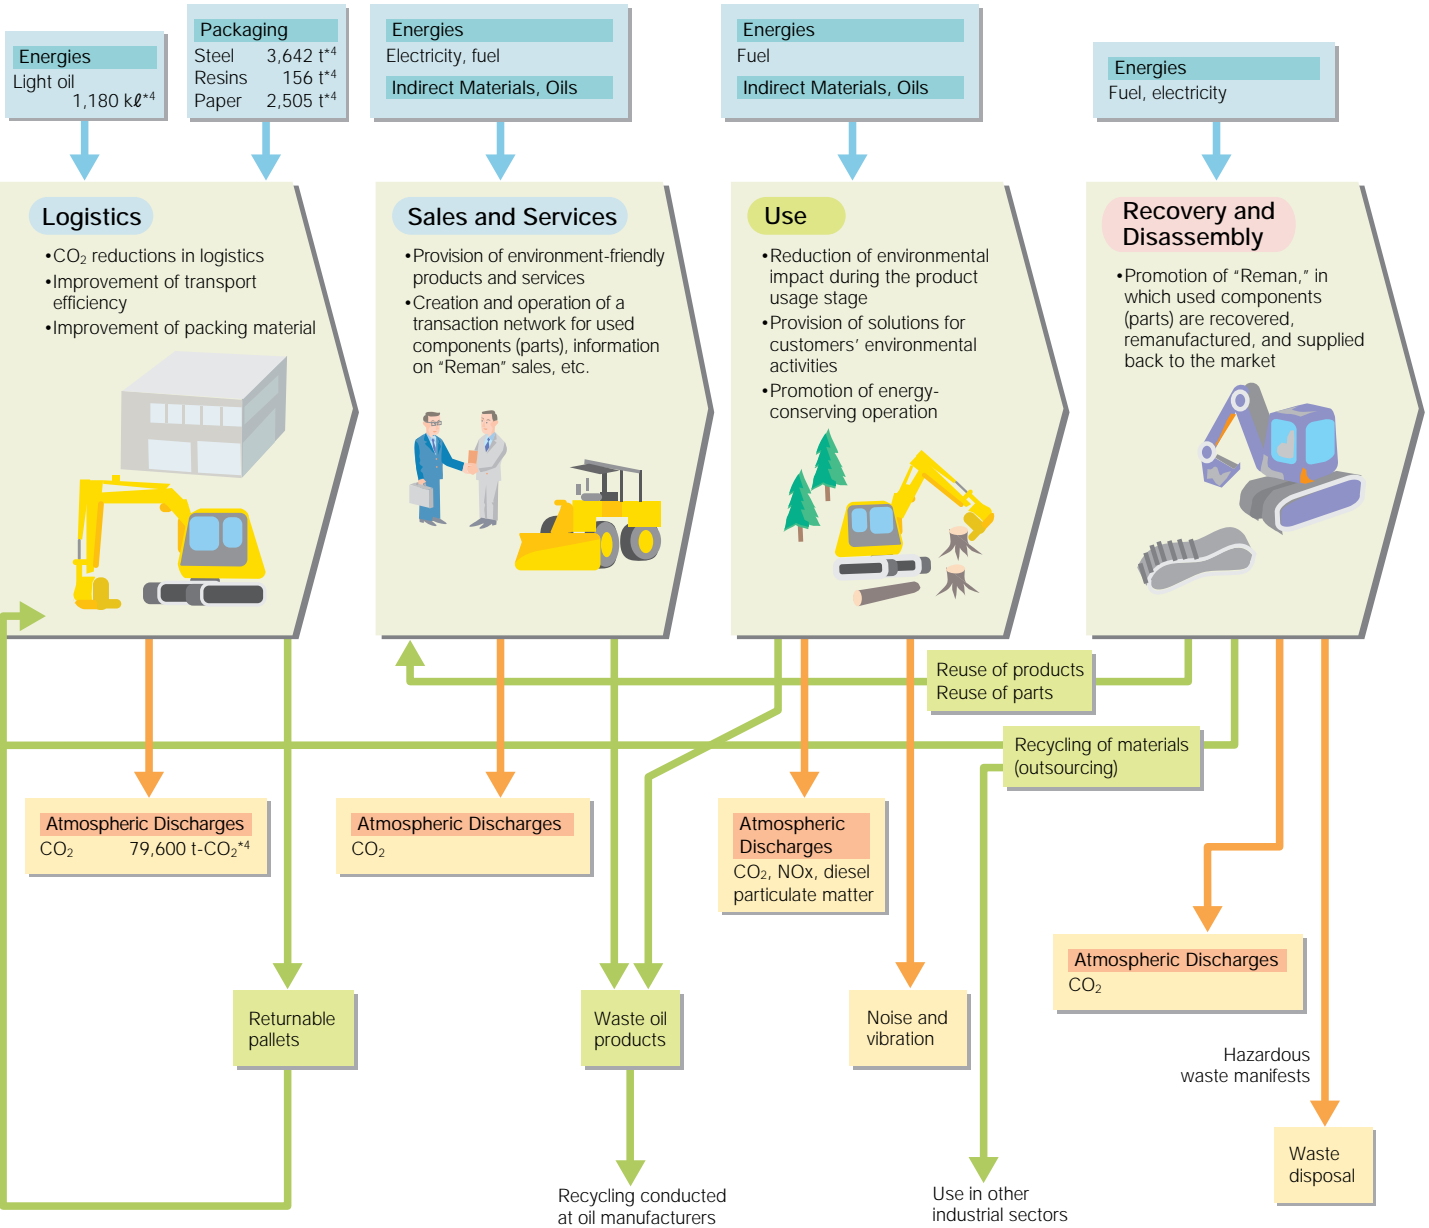 Energies
Light oil
1,180 kℓ*4
Packaging
Steel 3,642 t*4
Resins 156 t*4
Paper 2,505 t*4
Energies
Electricity, fuel
Indirect Materials, Oils
Energies
Fuel
Indirect Materials, Oils
Energies
Fuel, electricity
Logistics
•CO2 reductions in logistics
•Improvement of transport
efficiency
•Improvement of packing material
Sales and Services
•Provision of environment-friendly
products and services
•Creation and operation of a
transaction network for used
components (parts), information
on “Reman” sales, etc.
Use
•Reduction of environmental
impact during the product
usage stage
•Provision of solutions for
customers’ environmental
activities
•Promotion of energy-
conserving operation
Recovery and
Disassembly
•Promotion of “Reman,” in
which used components
(parts) are recovered,
remanufactured, and supplied
back to the market
Reuse of products
Reuse of parts
Recycling of materials
(outsourcing)
Atmospheric Discharges
CO2 79,600 t-CO2*4
Atmospheric Discharges
CO2
Atmospheric
Discharges
CO2, NOx, diesel
particulate matter
Atmospheric Discharges
CO2
Returnable
pallets
Waste oil
products
Noise and
vibration
Hazardous
waste manifests
Waste
disposal
Recycling conducted
at oil manufacturers
Use in other
industrial sectors